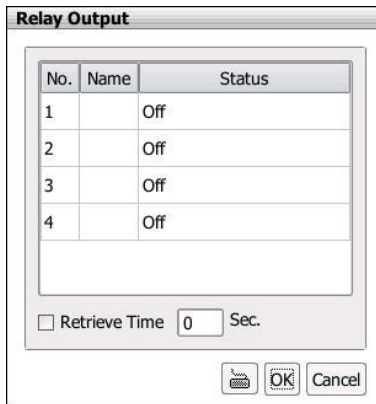 Relay Output
No. Name Status
1 Off
2 Off
3 Off
4 Off
Retrieve Time 0 Sec.
OK Cancel